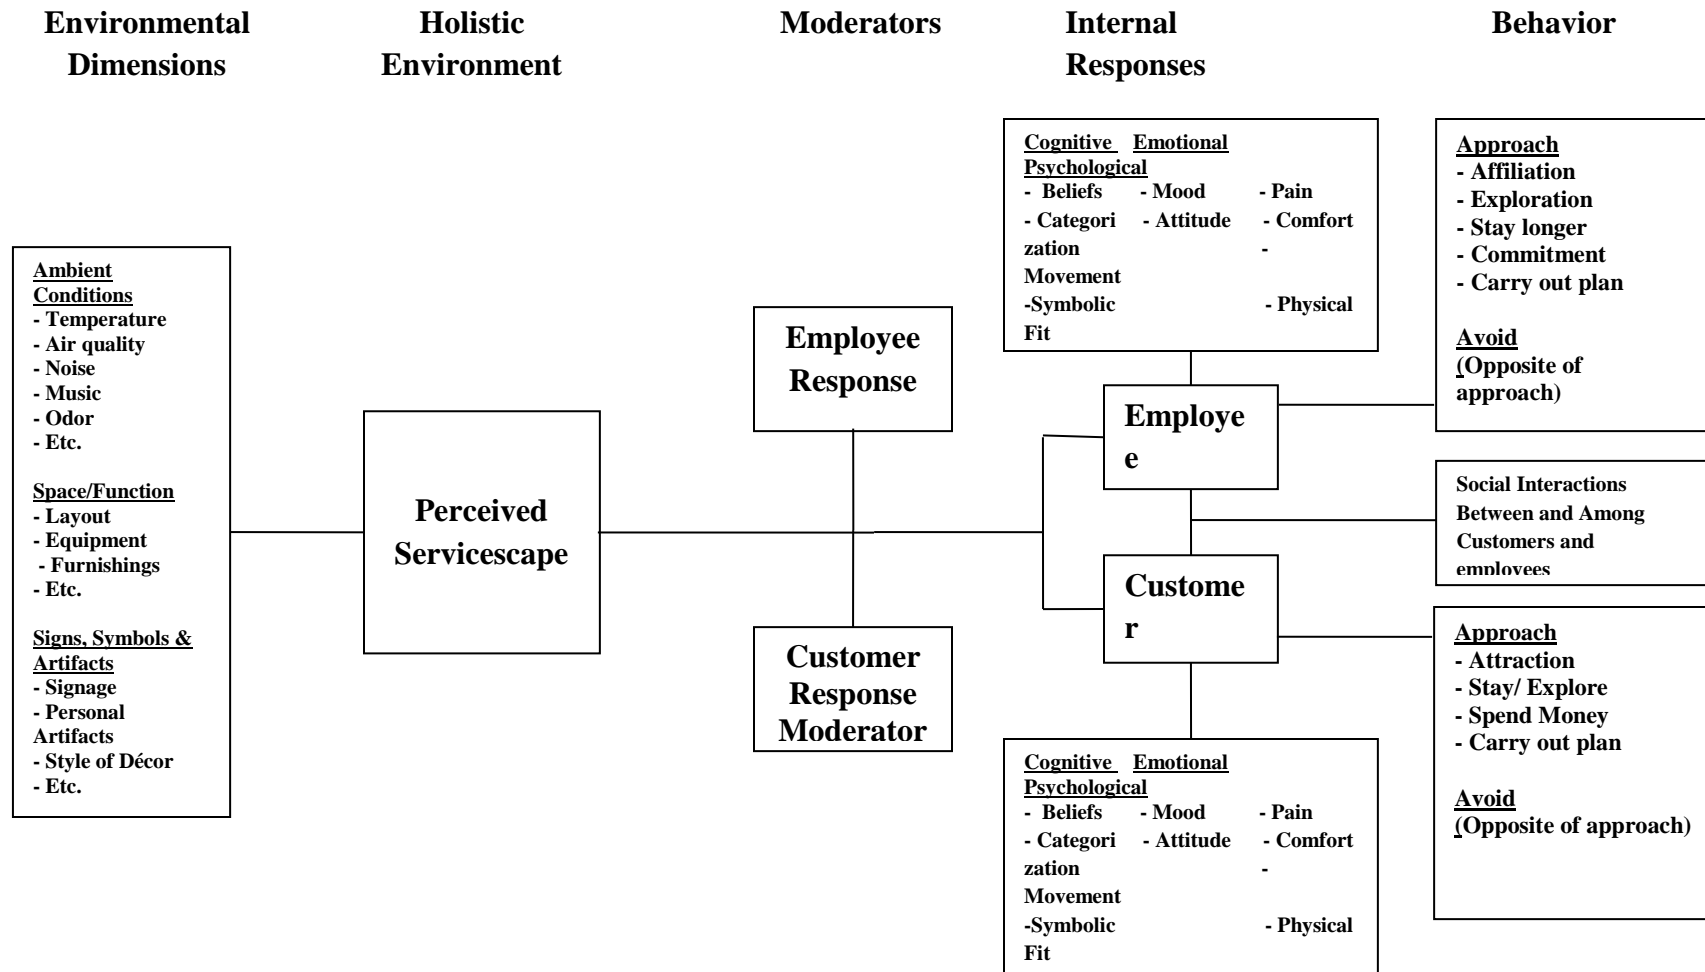 Environmental
Dimensions
Holistic
Environment
Moderators
Internal
Responses
Behavior
Ambient
Conditions
- Temperature
- Air quality
- Noise
- Music
- Odor
- Etc.
Space/Function
- Layout
- Equipment
- Furnishings
- Etc.
Signs, Symbols &
Artifacts
- Signage
- Personal
Artifacts
- Style of Décor
- Etc.
Perceived
Servicescape
Employee
Response
Customer
Response
Moderator
Cognitive Emotional
Psychological
- Beliefs - Mood - Pain
- Categori - Attitude - Comfort
zation -
Movement
-Symbolic - Physical
Fit
Employe
e
Custome
r
Cognitive Emotional
Psychological
- Beliefs - Mood - Pain
- Categori - Attitude - Comfort
zation -
Movement
-Symbolic - Physical
Fit
Approach
- Affiliation
- Exploration
- Stay longer
- Commitment
- Carry out plan
Avoid
(Opposite of
approach)
Social Interactions
Between and Among
Customers and
employees
Approach
- Attraction
- Stay/ Explore
- Spend Money
- Carry out plan
Avoid
(Opposite of approach)